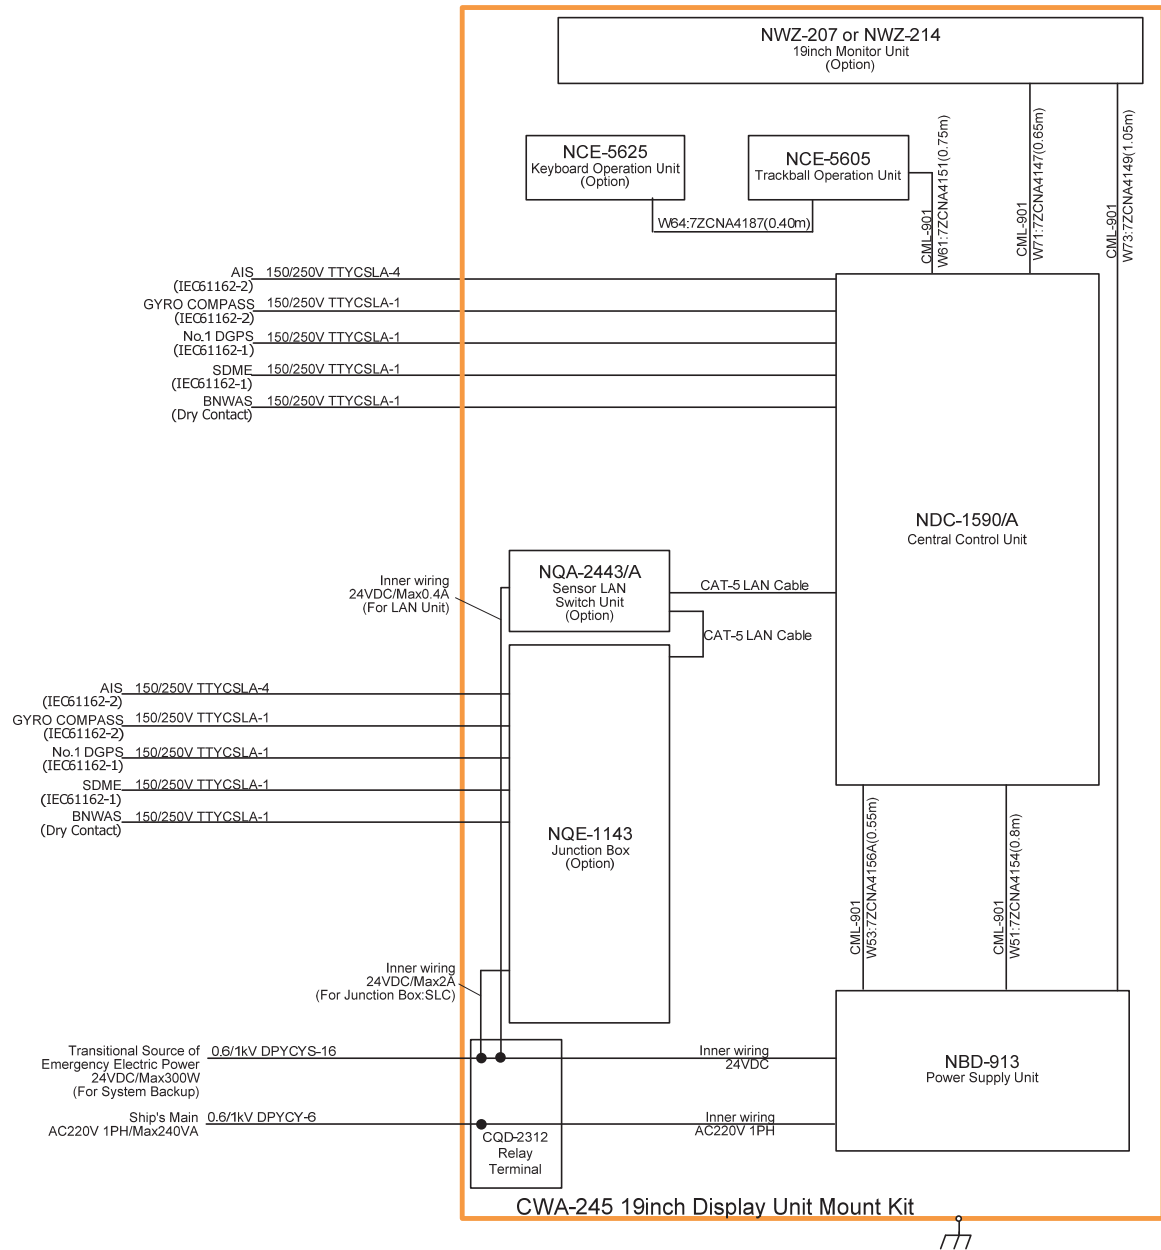 NWZ-207 or NWZ-214
19inch Monitor Unit
(Option)
NCE-5625
Keyboard Operation Unit
(Option)
NCE-5605
Trackball Operation Unit
W64:7ZCNA4187(0.40m)
CML-901
W61:7ZCNA4151(0.75m)
CML-901
W71:7ZCNA4147(0.65m)
CML-901
W73:7ZCNA4149(1.05m)
AIS 150/250V TTYCSLA-4
(IEC61162-2)
GYRO COMPASS 150/250V TTYCSLA-1
(IEC61162-2)
No.1 DGPS 150/250V TTYCSLA-1
(IEC61162-1)
SDME 150/250V TTYCSLA-1
(IEC61162-1)
BNWAS 150/250V TTYCSLA-1
(Dry Contact)
NDC-1590/A
Central Control Unit
NQA-2443/A
Sensor LAN
Switch Unit
(Option)
CAT-5 LAN Cable
CAT-5 LAN Cable
Inner wiring
24VDC/Max0.4A
(For LAN Unit)
AIS 150/250V TTYCSLA-4
(IEC61162-2)
GYRO COMPASS 150/250V TTYCSLA-1
(IEC61162-2)
No.1 DGPS 150/250V TTYCSLA-1
(IEC61162-1)
SDME 150/250V TTYCSLA-1
(IEC61162-1)
BNWAS 150/250V TTYCSLA-1
(Dry Contact)
NQE-1143
Junction Box
(Option)
CML-901
W53:7ZCNA4156A(0.55m)
CML-901
W51:7ZCNA4154(0.8m)
Inner wiring
24VDC/Max2A
(For Junction Box:SLC)
Transitional Source of
Emergency Electric Power
24VDC/Max300W
(For System Backup)
0.6/1kV DPYCYS-16
Inner wiring
24VDC
NBD-913
Power Supply Unit
Ship's Main
AC220V 1PH/Max240VA
0.6/1kV DPYCY-6
Inner wiring
AC220V 1PH
CQD-2312
Relay
Terminal
CWA-245 19inch Display Unit Mount Kit